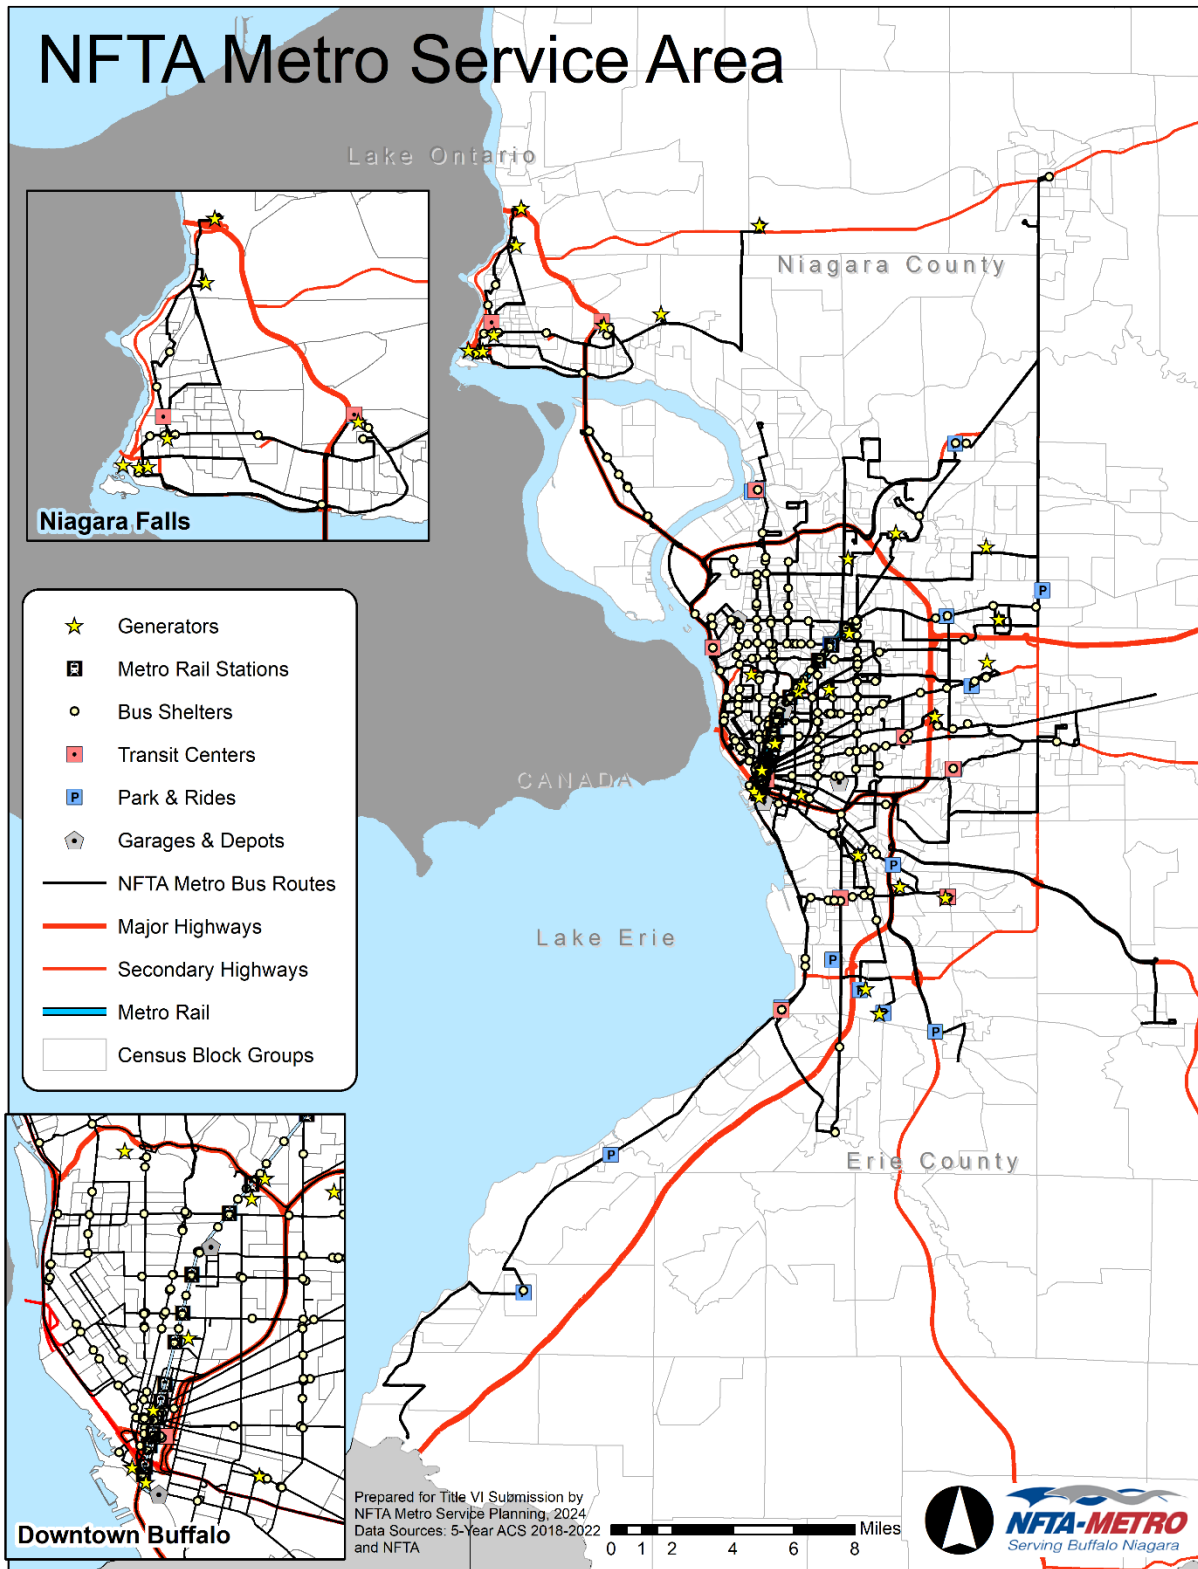 NFTA Metro Service Area
Lake Ontario
Niagara County
Niagara Falls
Generators
Metro Rail Stations
Bus Shelters
Transit Centers
P Park & Rides
Garages & Depots
NFTA Metro Bus Routes
Major Highways
Secondary Highways
Metro Rail
Census Block Groups
P
P
CANADA
P
Lake Erie
P
P
P
P
Erie County
Downtown Buffalo
Prepared for Title VI Submission by
NFTA Metro Service Planning, 2024
Data Sources: 5-Year ACS 2018-2022
and NFTA
Miles
0 1 2 4 6 8
NFTA-METRO
Serving Buffalo Niagara